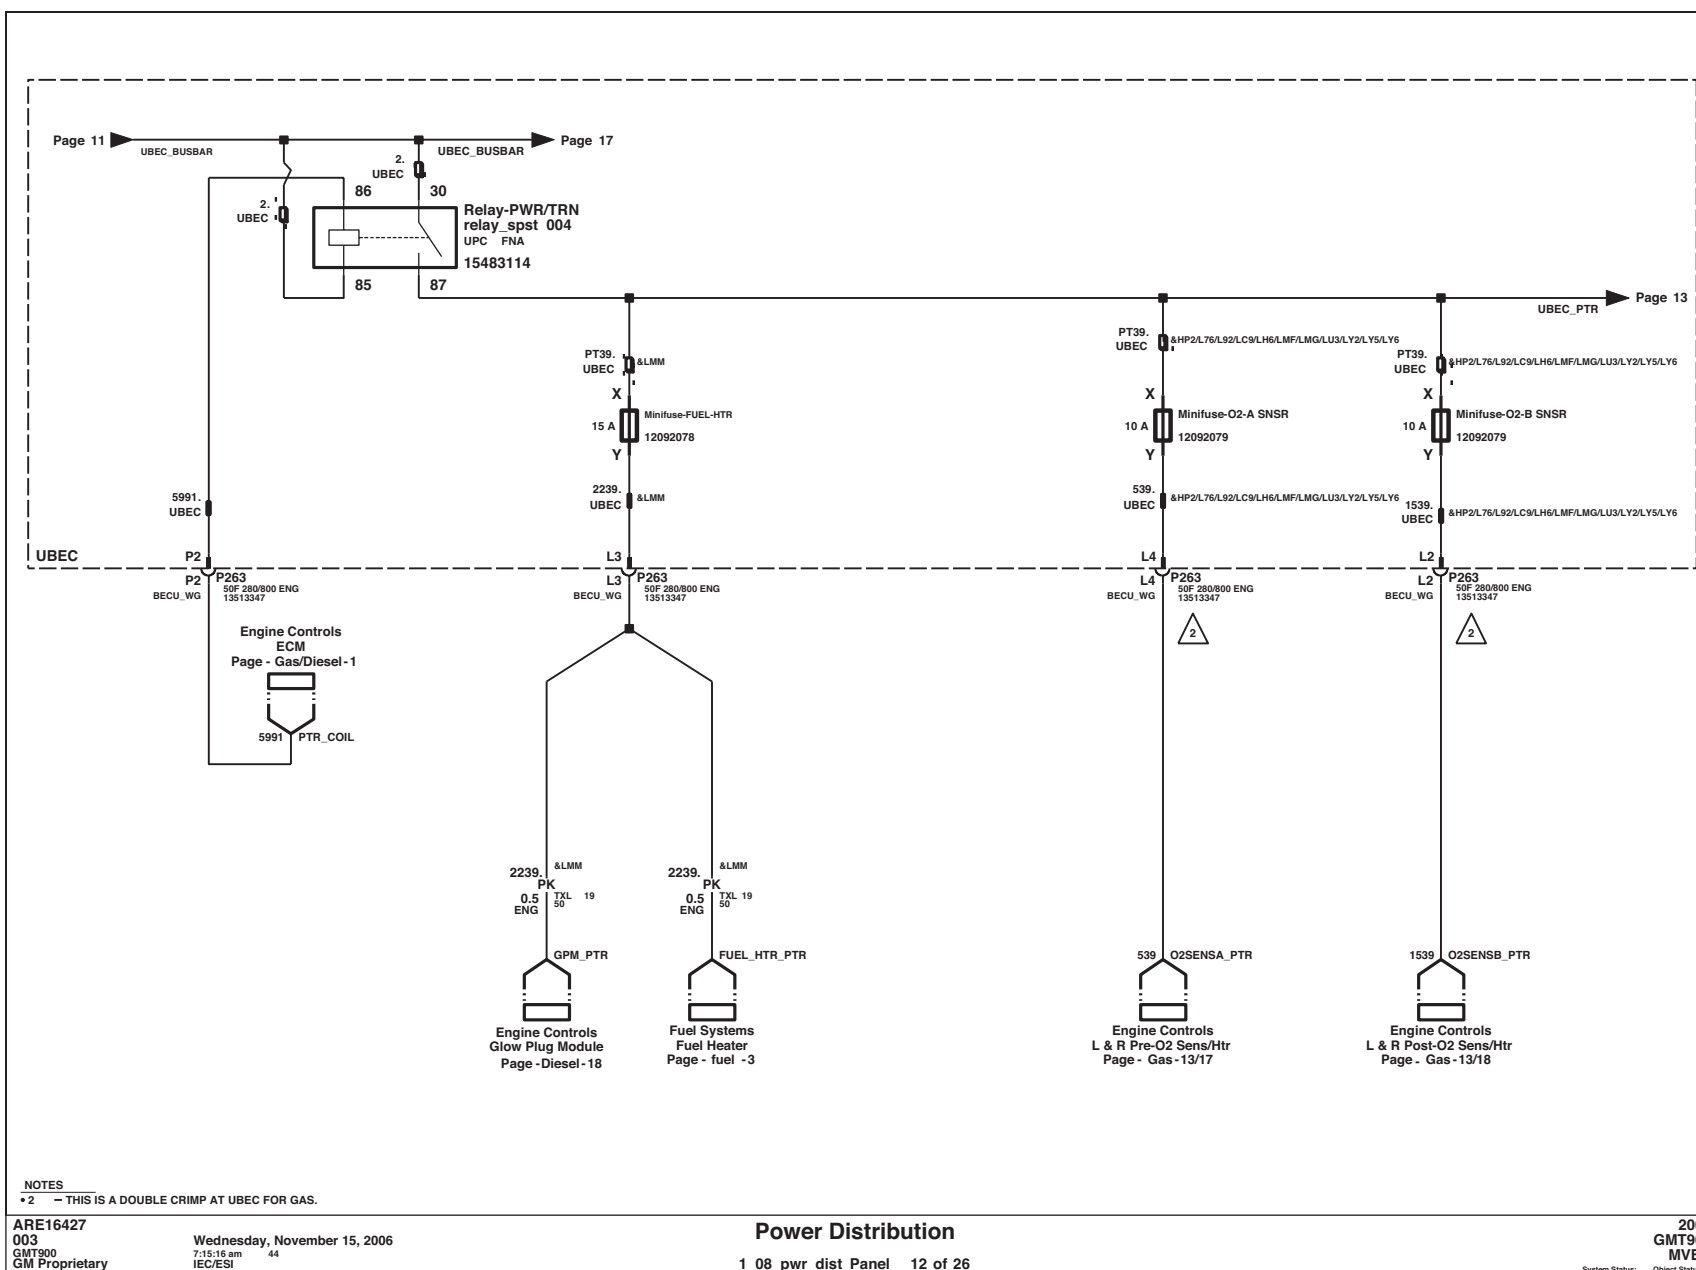 Page 11
UBEC_BUSBAR
UBEC_BUSBAR
Page 17
2.
UBEC
86
30
2.
UBEC
Relay-PWR/TRN
relay_spst 004
UPC FNA
15483114
85
87
UBEC_PTR
Page 13
PT39.
UBEC
&LMM
PT39.
UBEC
&HP2/L76/L92/LC9/LH6/LMF/LMG/LU3/LY2/LY5/LY6
PT39.
UBEC
&HP2/L76/L92/LC9/LH6/LMF/LMG/LU3/LY2/LY5/LY6
X
15 A
Minifuse-FUEL-HTR
12092078
Y
X
10 A
Minifuse-O2-A SNSR
12092079
Y
X
10 A
Minifuse-O2-B SNSR
12092079
Y
5991.
UBEC
2239.
UBEC
&LMM
539.
UBEC
&HP2/L76/L92/LC9/LH6/LMF/LMG/LU3/LY2/LY5/LY6
1539.
UBEC
&HP2/L76/L92/LC9/LH6/LMF/LMG/LU3/LY2/LY5/LY6
UBEC
P2
L3
L4
L2
P2
P263
BECU_WG
50F 280/800 ENG
13513347
L3
P263
BECU_WG
50F 280/800 ENG
13513347
L4
P263
BECU_WG
50F 280/800 ENG
13513347
2
L2
P263
BECU_WG
50F 280/800 ENG
13513347
2
Engine Controls
ECM
Page - Gas/Diesel-1
5991
PTR_COIL
2239.
&LMM
PK
0.5
TXL 19
50
ENG
2239.
&LMM
PK
0.5
TXL 19
50
ENG
GPM_PTR
FUEL_HTR_PTR
539
O2SENSA_PTR
1539
O2SENSB_PTR
Engine Controls
Glow Plug Module
Page -Diesel-18
Fuel Systems
Fuel Heater
Page - fuel -3
Engine Controls
L & R Pre-O2 Sens/Htr
Page - Gas-13/17
Engine Controls
L & R Post-O2 Sens/Htr
Page - Gas-13/18
NOTES
• 2 – THIS IS A DOUBLE CRIMP AT UBEC FOR GAS.
ARE16427
003
GMT900
GM Proprietary
Wednesday, November 15, 2006
7:15:16 am 44
IEC/ESI
Power Distribution
1_08_pwr_dist_Panel 12 of 26